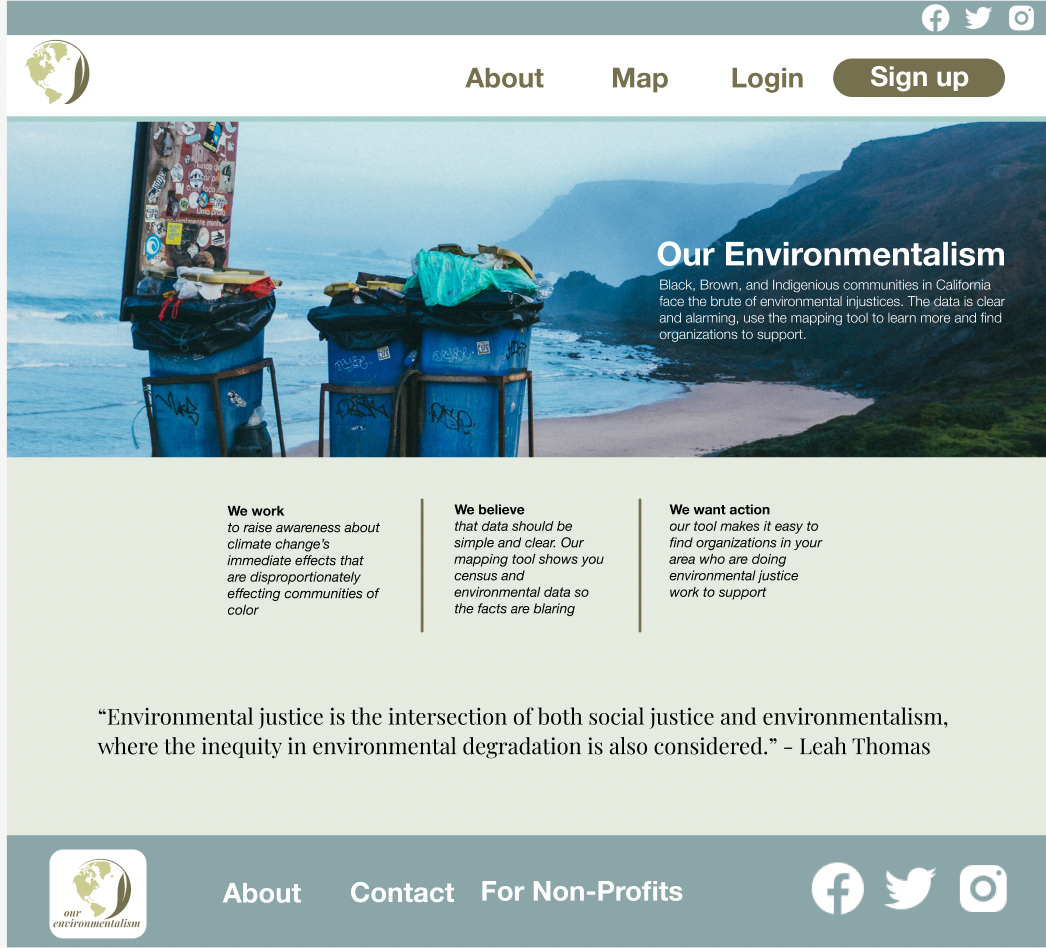 About Map Login Sign up
Our Environmentalism
Black, Brown, and Indigenious communities in California
face the brute of environmental injustices. The data is clear
and alarming, use the mapping tool to learn more and find
organizations to support.
We work
to raise awareness about
climate change's
immediate effects that
are disproportionately
effecting communities of
color
We believe
that data should be
simple and clear. Our
mapping tool shows you
census and
environmental data so
the facts are blaring
We want action
our tool makes it easy to
find organizations in your
area who are doing
environmental justice
work to support
“Environmental justice is the intersection of both social justice and environmentalism,
where the inequity in environmental degradation is also considered.” - Leah Thomas
our
environmentalism
About Contact For Non-Profits